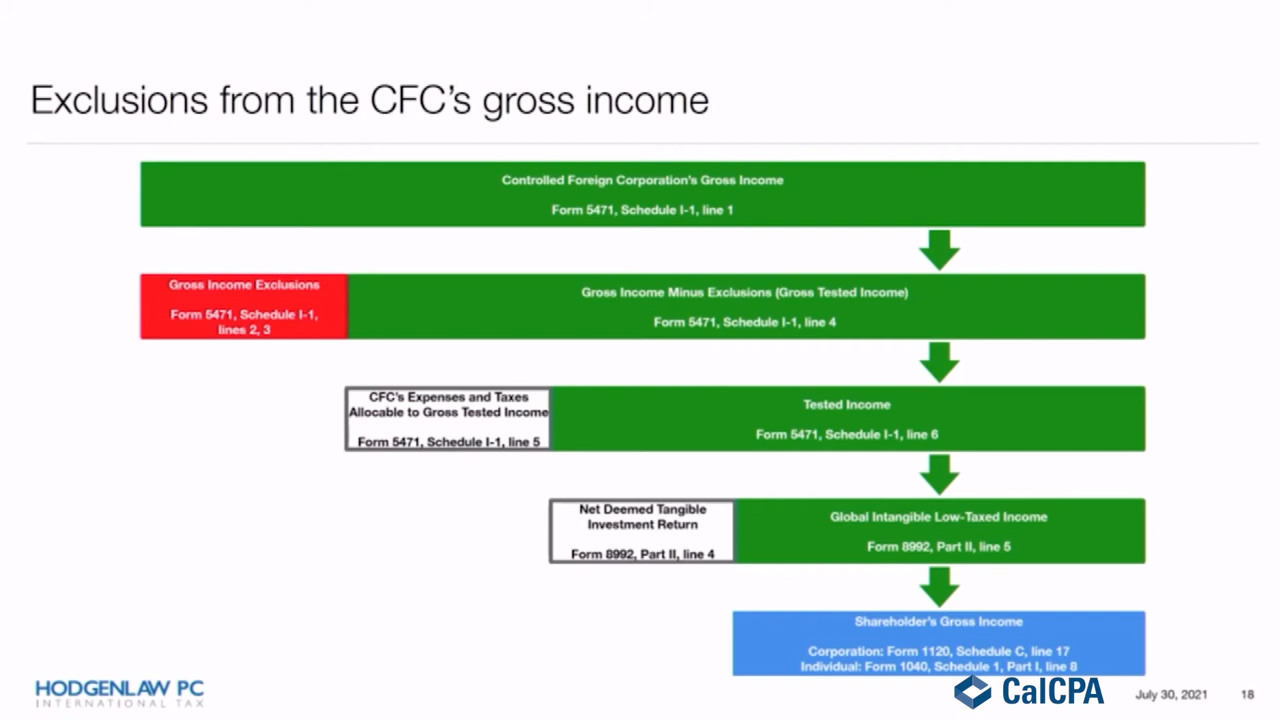 Exclusions from the CFC's gross income
Controlled Foreign Corporation's Gross Income
Form 5471, Schedule I-1, line 1
Gross Income Exclusions
Form 5471, Schedule I-1,
lines 2, 3
Gross Income Minus Exclusions (Gross Tested Income)
Form 5471, Schedule I-1, line 4
CFC's Expenses and Taxes
Allocable to Gross Tested Income
Form 5471, Schedule I-1, line 5
Tested Income
Form 5471, Schedule I-1, line 6
Net Deemed Tangible
Investment Return
Form 8992, Part II, line 4
Global Intangible Low-Taxed Income
Form 8992, Part II, line 5
Shareholder's Gross Income
Corporation: Form 1120, Schedule C, line 17
Individual: Form 1040, Schedule 1, Part I, line 8
HODGENLAW PC
INTERNATIONAL TAX
CalCPA
July 30, 2021
18